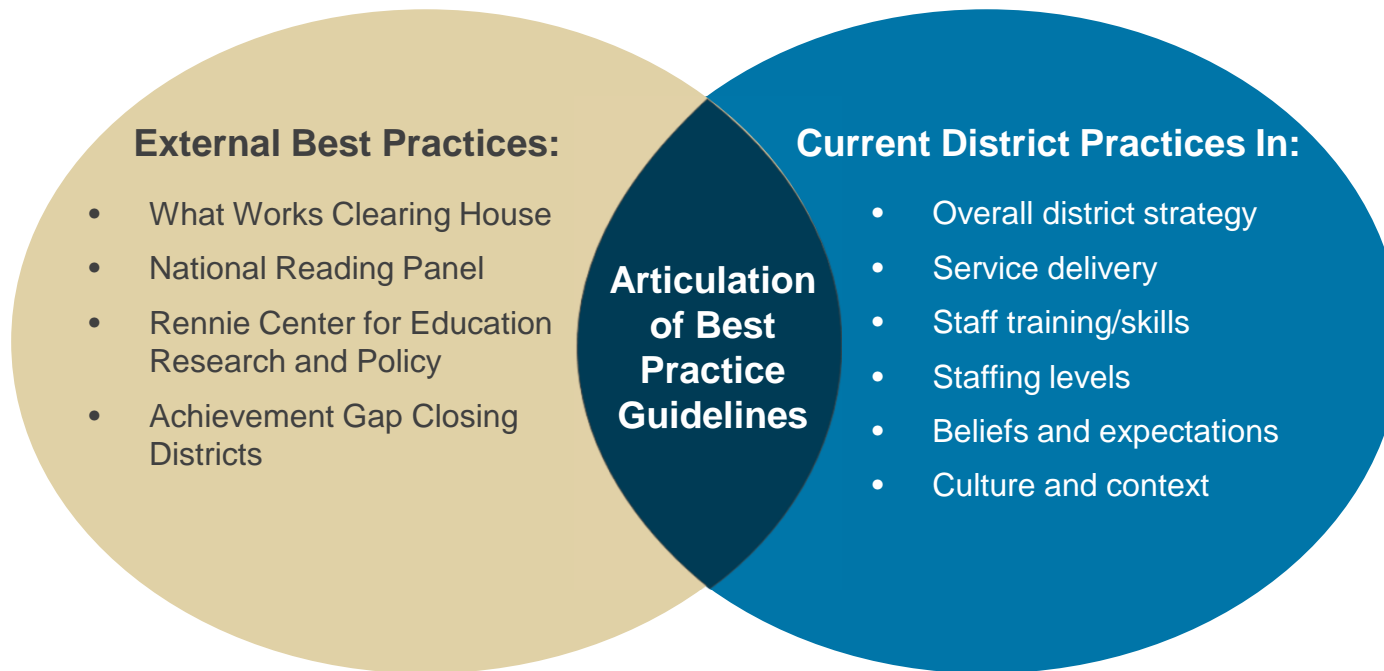 External Best Practices:
• What Works Clearing House
• National Reading Panel
• Rennie Center for Education
Research and Policy
• Achievement Gap Closing
Districts
Articulation
of Best
Practice
Guidelines
Current District Practices In:
• Overall district strategy
• Service delivery
• Staff training/skills
• Staffing levels
• Beliefs and expectations
• Culture and context